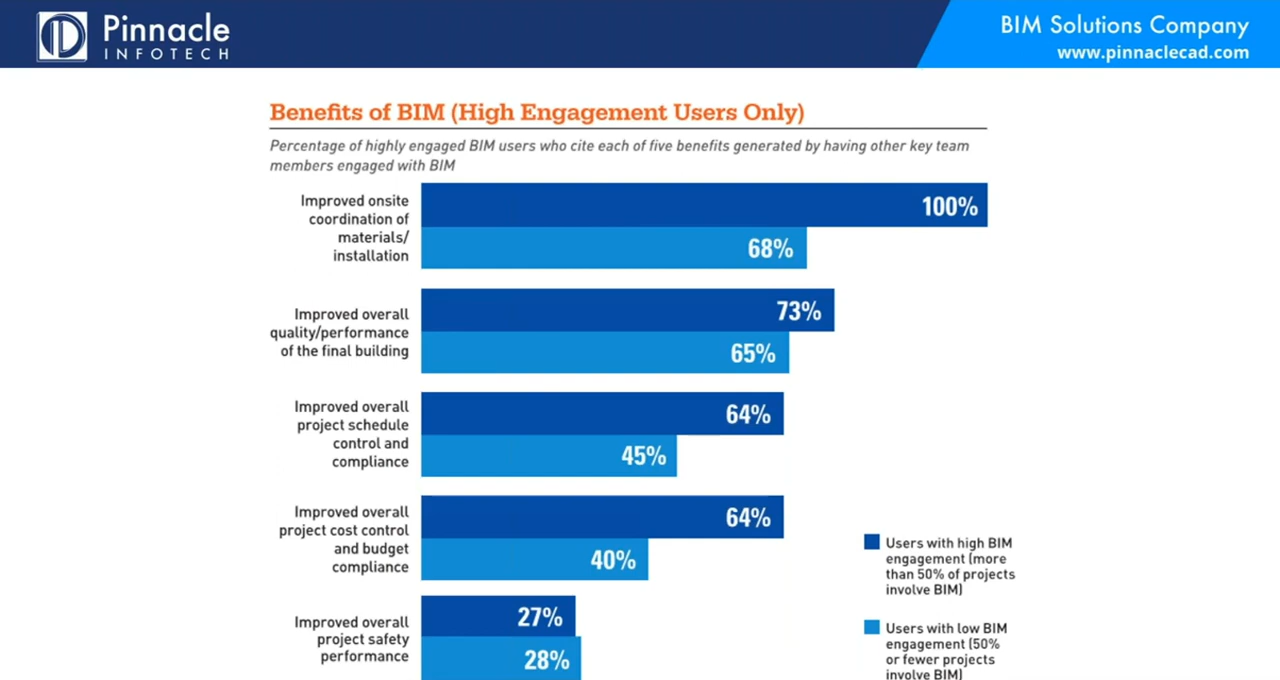 Pinnacle
INFOTECH
BIM Solutions Company
www.pinnaclecad.com
Benefits of BIM (High Engagement Users Only)
Percentage of highly engaged BIM users who cite each of five benefits generated by having other key team
members engaged with BIM
Improved onsite
coordination of
materials/
installation
100%
68%
Improved overall
quality/performance
of the final building
73%
65%
Improved overall
project schedule
control and
compliance
64%
45%
Improved overall
project cost control
and budget
compliance
64%
40%
Improved overall
project safety
performance
27%
28%
Users with high BIM
engagement (more
than 50% of projects
involve BIM)
Users with low BIM
engagement (50%
or fewer projects
involve BIM)